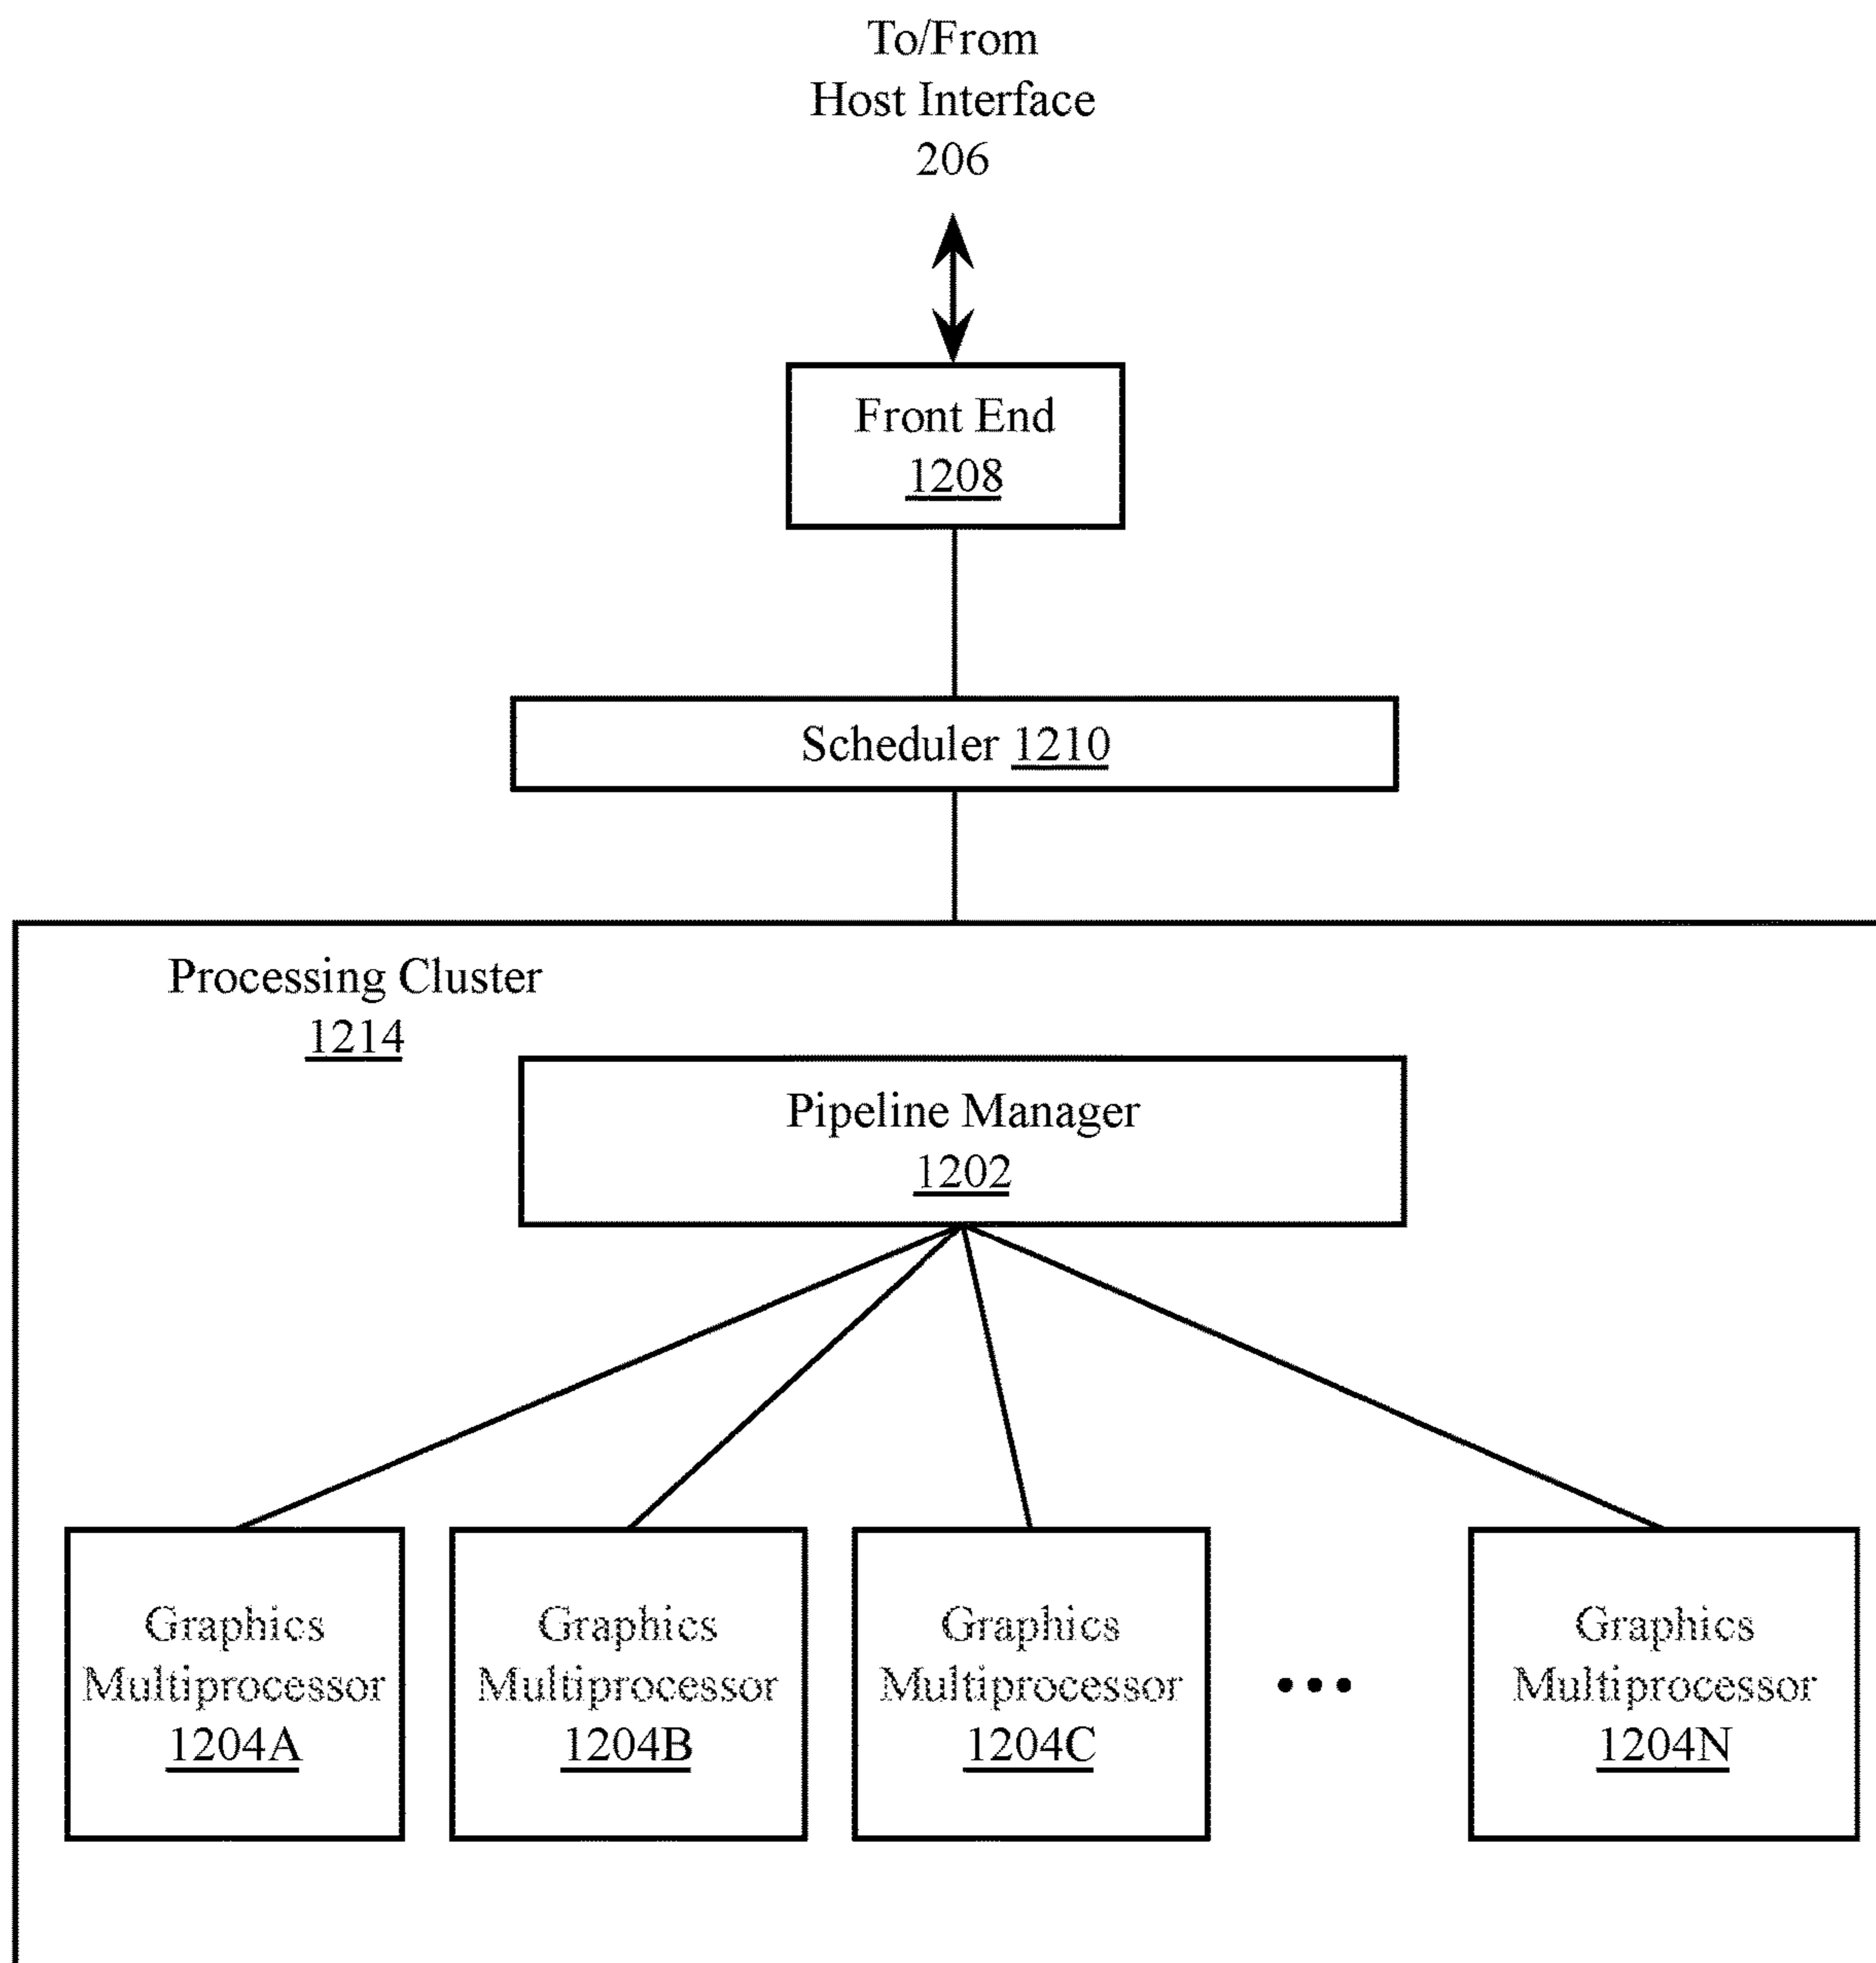 To/From
Host Interface
206
Front End
1208
Scheduler 1210
Processing Cluster
1214
Pipeline Manager
1202
Graphics
Multiprocessor
1204A
Graphics
Multiprocessor
1204B
Graphics
Multiprocessor
1204C
•••
Graphics
Multiprocessor
1204N